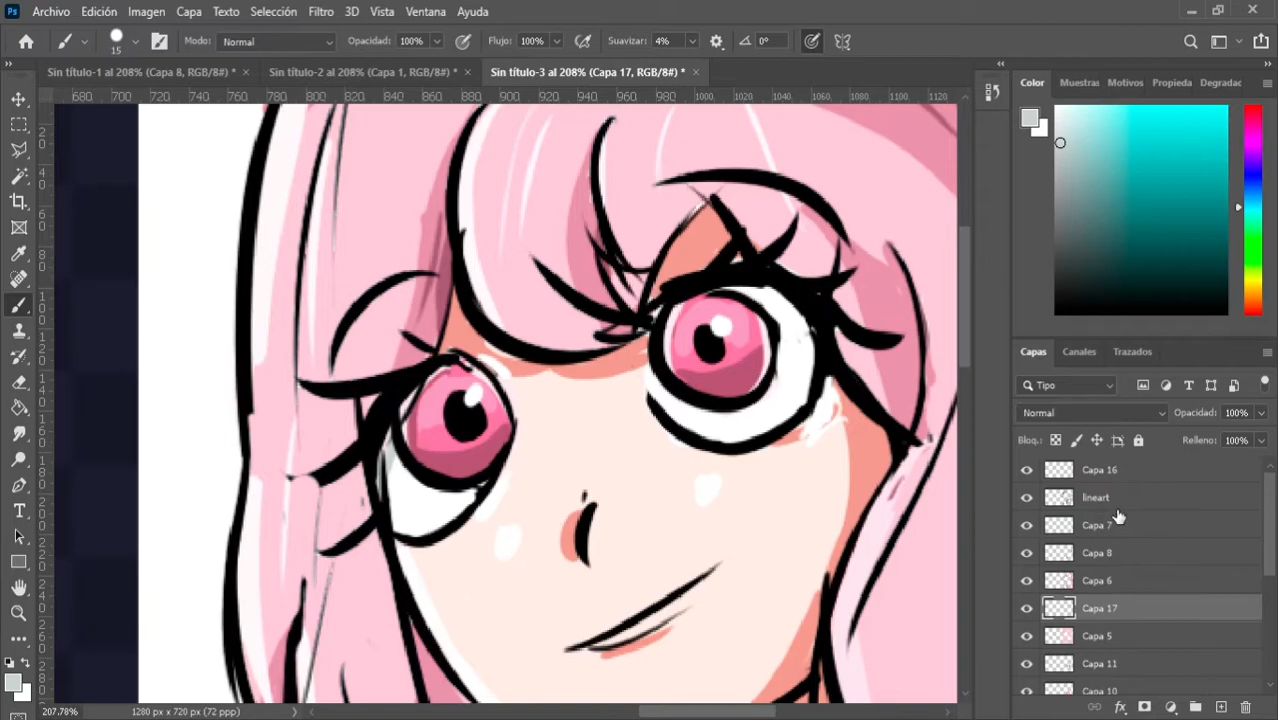 Ps Archivo Edición Imagen Capa Texto Selección Filtro 3D Vista Ventana Ayuda
15 Modo: Normal Opacidad: 100% Flujo: 100% Suavizar: 4% 0°
Sin título-1 al 208% (Capa 8, RGB/8#) * × Sin título-2 al 208% (Capa 1, RGB/8#) * × Sin título-3 al 208% (Capa 17, RGB/8#) * ×
680 700 720 740 760 780 800 820 840 860 880 900 920 940 960 980 1000 1020 1040 1060 1080 1100 1120
Color Muestras Motivos Propieda Degradac
Capas Canales Trazados
Tipo
Normal Opacidad: 100%
Bloq.: Relleno: 100%
Capa 16
lineart
Capa 7
Capa 8
Capa 6
Capa 17
Capa 5
Capa 11
Capa 10
207.78% 1280 px x 720 px (72 ppp)